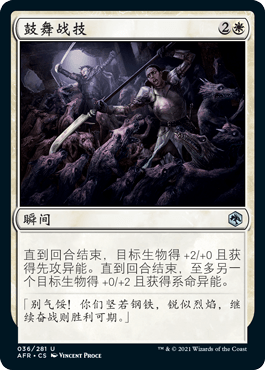 鼓舞战技 2
瞬间
直到回合结束，目标生物得 +2/+0 且获
得先攻异能。直到回合结束，至多另一
个目标生物得 +0/+2 且获得系命异能。
「别气馁！你们坚若钢铁，锐似烈焰，继
续奋战则胜利可期。」
036/281 U
AFR • CS VINCENT PROCE ™ & © 2021 Wizards of the Coast